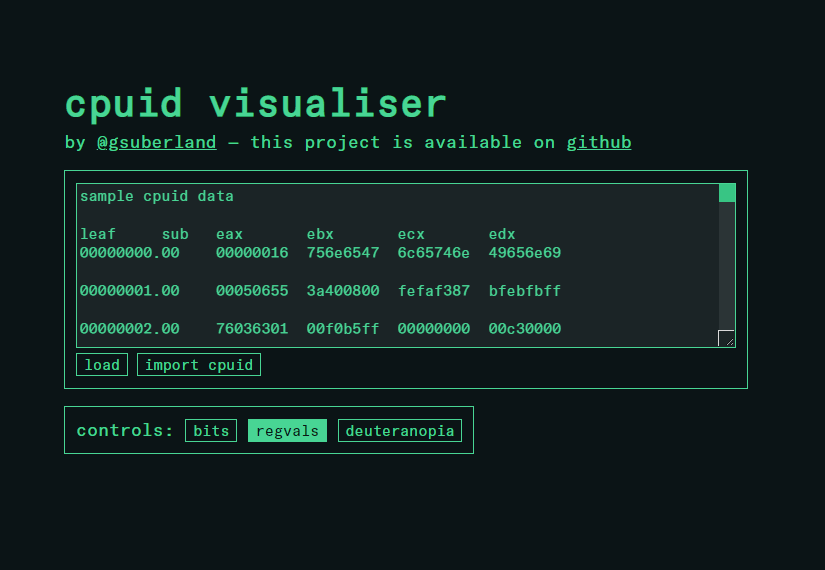 cpuid visualiser
by @gsuberland — this project is available on github
sample cpuid data
leaf sub eax ebx ecx edx
00000000.00 00000016 756e6547 6c65746e 49656e69
00000001.00 00050655 3a400800 fefaf387 bfebfbff
00000002.00 76036301 00f0b5ff 00000000 00c30000
load import cpuid
controls: bits regvals deuteranopia